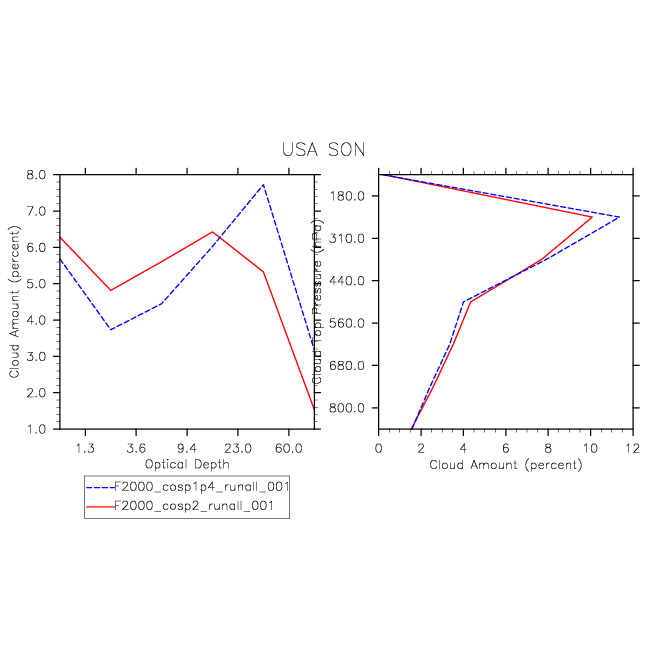 USA SON
Cloud Amount (percent)
8.0
7.0
6.0
5.0
4.0
3.0
2.0
1.0
1.3 3.6 9.4 23.0 60.0
Optical Depth
Cloud Top Pressure (hPa)
180.0
310.0
440.0
560.0
680.0
800.0
0 2 4 6 8 10 12
Cloud Amount (percent)
F2000_cosp1p4_runall_001
F2000_cosp2_runall_001